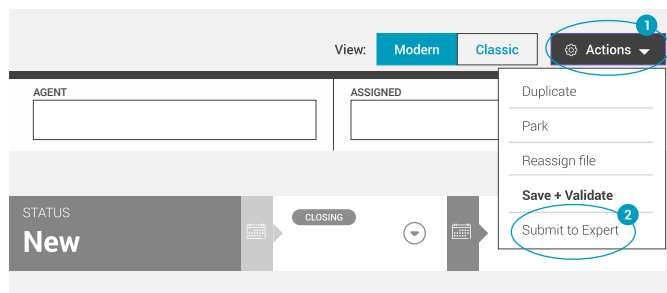 1
View: Modern Classic Actions
AGENT ASSIGNED
Duplicate
Park
Reassign file
Save + Validate
2
Submit to Expert
STATUS
New
CLOSING